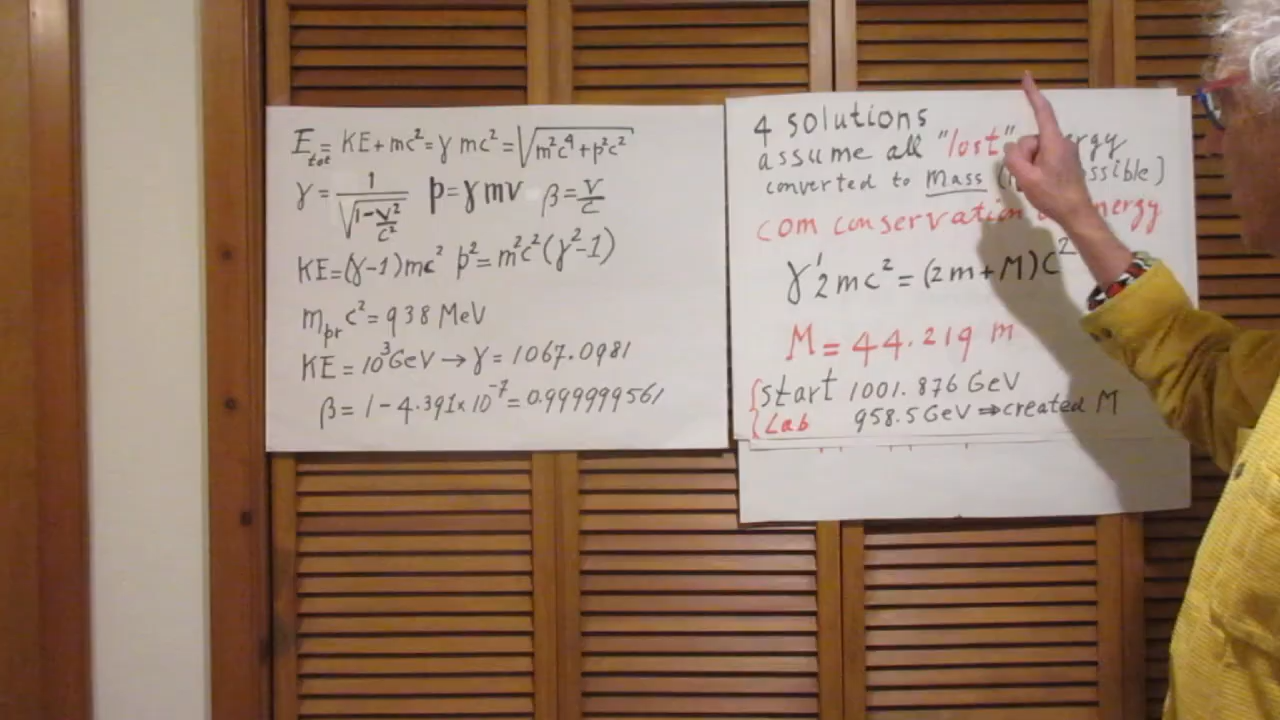 E_tot = KE + mc² = γ mc² = √(m²c⁴ + p²c²)
γ = 1/√(1 - v²/c²) p = γ mv β = v/c
KE = (γ-1)mc² p² = m²c²(γ²-1)
m_pr c² = 938 MeV
KE = 10³ GeV → γ = 1067.0981
β = 1 - 4.391 x 10⁻⁷ = 0.999999561
4 solutions
assume all "lost"
converted to Mass
com conservation
γ' 2mc² = (2m + M)c²
M = 44.219 m
start 1001.876 GeV
Lab 958.5 GeV ⇒ created M